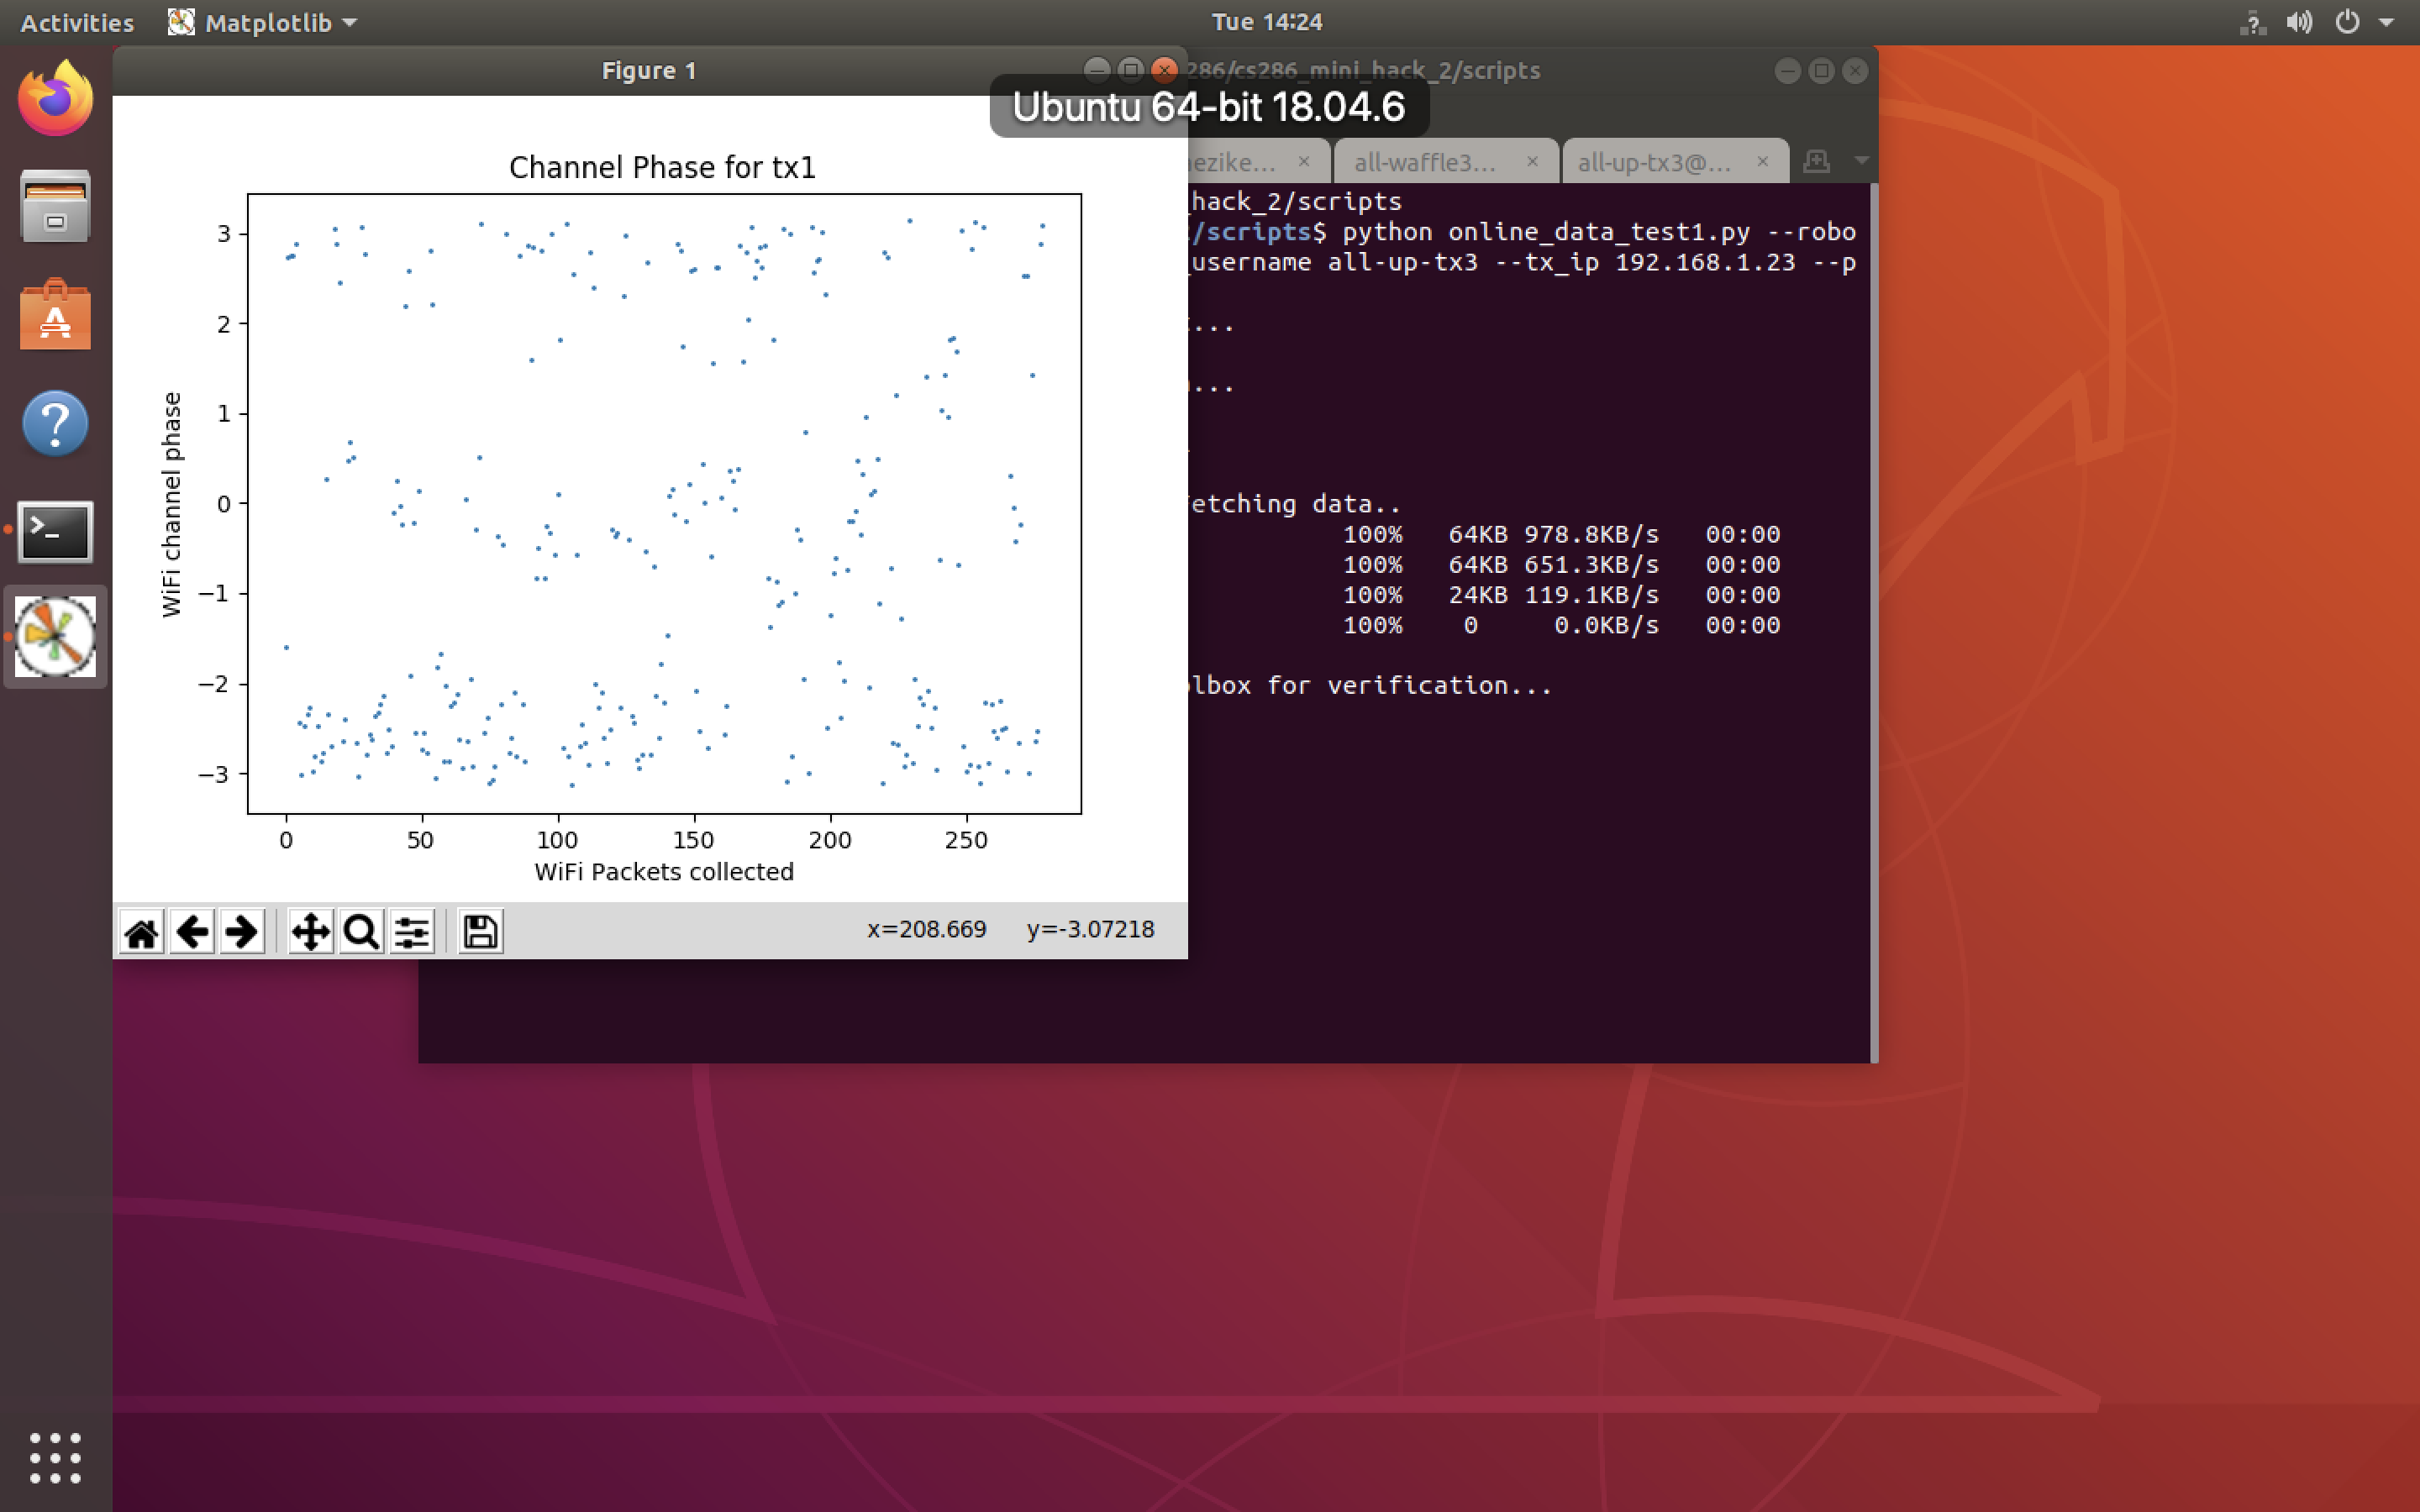 Activities Matplotlib Tue 14:24
Figure 1
286/cs286_mini_hack_2/scripts
Ubuntu 64-bit 18.04.6
ezike... × all-waffle3... × all-up-tx3@... ×
Channel Phase for tx1
WiFi channel phase
3
2
1
0
−1
−2
−3
0 50 100 150 200 250
WiFi Packets collected
x=208.669 y=-3.07218
hack_2/scripts
/scripts$ python online_data_test1.py --robo
username all-up-tx3 --tx_ip 192.168.1.23 --p
...
...
etching data..
100% 64KB 978.8KB/s 00:00
100% 64KB 651.3KB/s 00:00
100% 24KB 119.1KB/s 00:00
100% 0 0.0KB/s 00:00
lbox for verification...